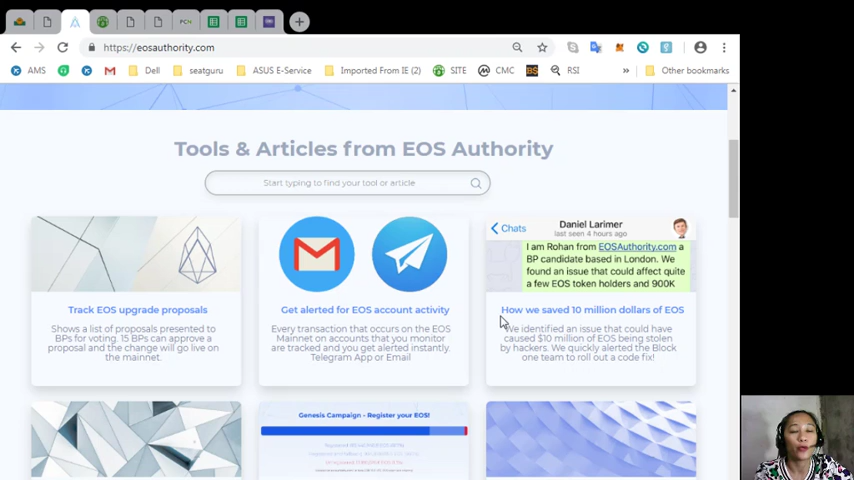 PCN
https://eosauthority.com
AMS
Dell
seatguru
ASUS E-Service
Imported From IE (2)
SITE
CMC
BS
RSI
»
Other bookmarks
Tools & Articles from EOS Authority
Start typing to find your tool or article
Track EOS upgrade proposals
Shows a list of proposals presented to
BPs for voting. 15 BPs can approve a
proposal and the change will go live on
the mainnet.
Get alerted for EOS account activity
Every transaction that occurs on the EOS
Mainnet on accounts that you monitor
are tracked and you get alerted instantly.
Telegram App or Email
Chats
Daniel Larimer
last seen 4 hours ago
I am Rohan from EOSAuthority.com a
BP candidate based in London. We
found an issue that could affect quite
a few EOS token holders and 900K
How we saved 10 million dollars of EOS
We identified an issue that could have
caused $10 million of EOS being stolen
by hackers. We quickly alerted the Block
one team to roll out a code fix!
Genesis Campaign - Register your EOS!